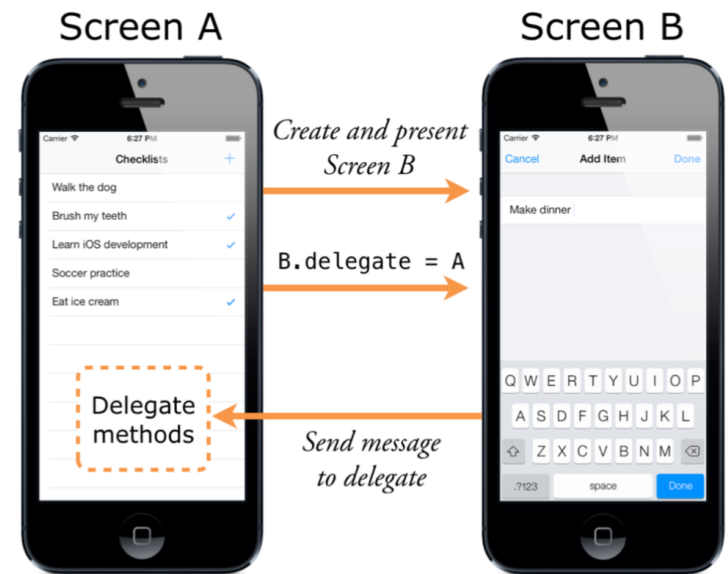 Screen A
Screen B
Carrier 6:27 PM
Checklists +
Walk the dog
Brush my teeth
Learn iOS development
Soccer practice
Eat ice cream
Delegate
methods
Create and present
Screen B
B.delegate = A
Send message
to delegate
Carrier 6:27 PM
Cancel Add Item Done
Make dinner
Q W E R T Y U I O P
A S D F G H J K L
Z X C V B N M
.?123 space Done